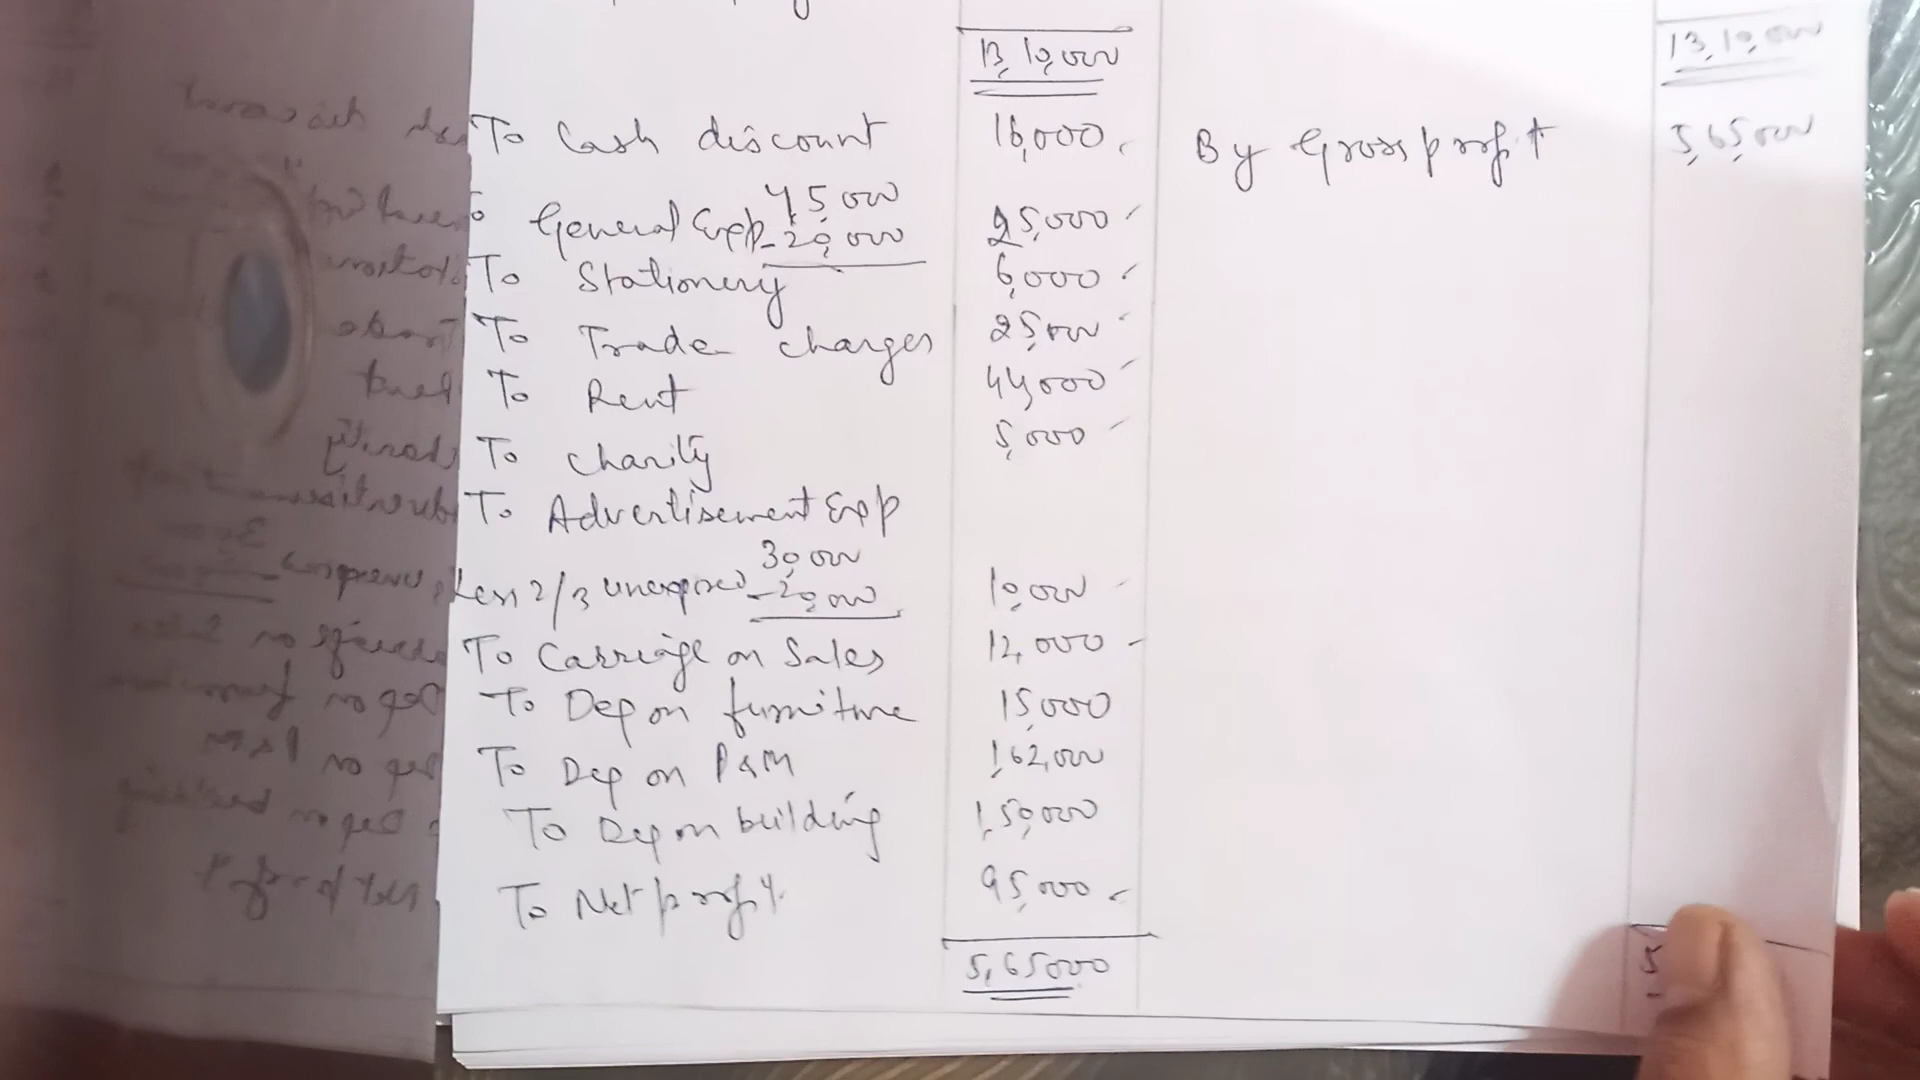 13,10,000 13,10,000
To Cash discount 16,000 By Gross profit 5,65,000
45,000
General Exp -20,000 25,000
To Stationery 6,000
To Trade charges 25,000
To Rent 44,000
To charity 5,000
To Advertisement Exp
30,000
Less 2/3 unexpired -20,000 10,000
To Carriage on Sales 12,000
To Dep on furniture 15,000
To Dep on P&M 1,62,000
To Dep on building 1,50,000
To Net profit 95,000
5,65000